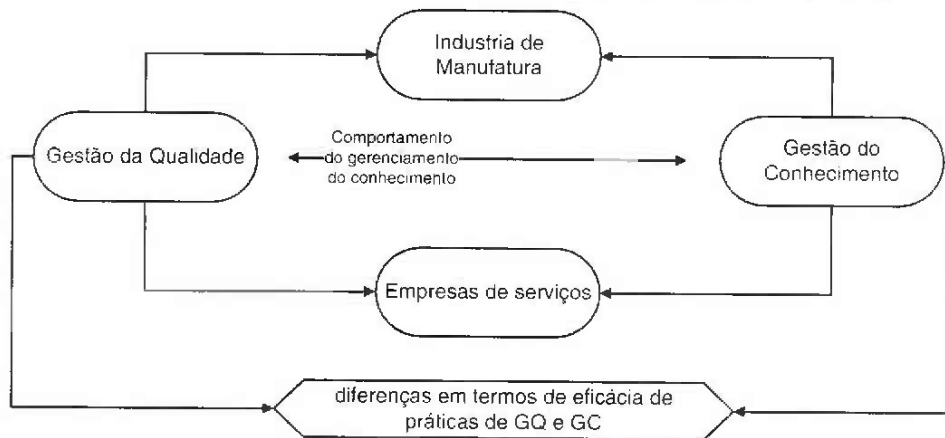 Industria de
Manufatura
Gestão da Qualidade
Comportamento
do gerenciamento
do conhecimento
Gestão do
Conhecimento
Empresas de serviços
diferenças em termos de eficácia de
práticas de GQ e GC